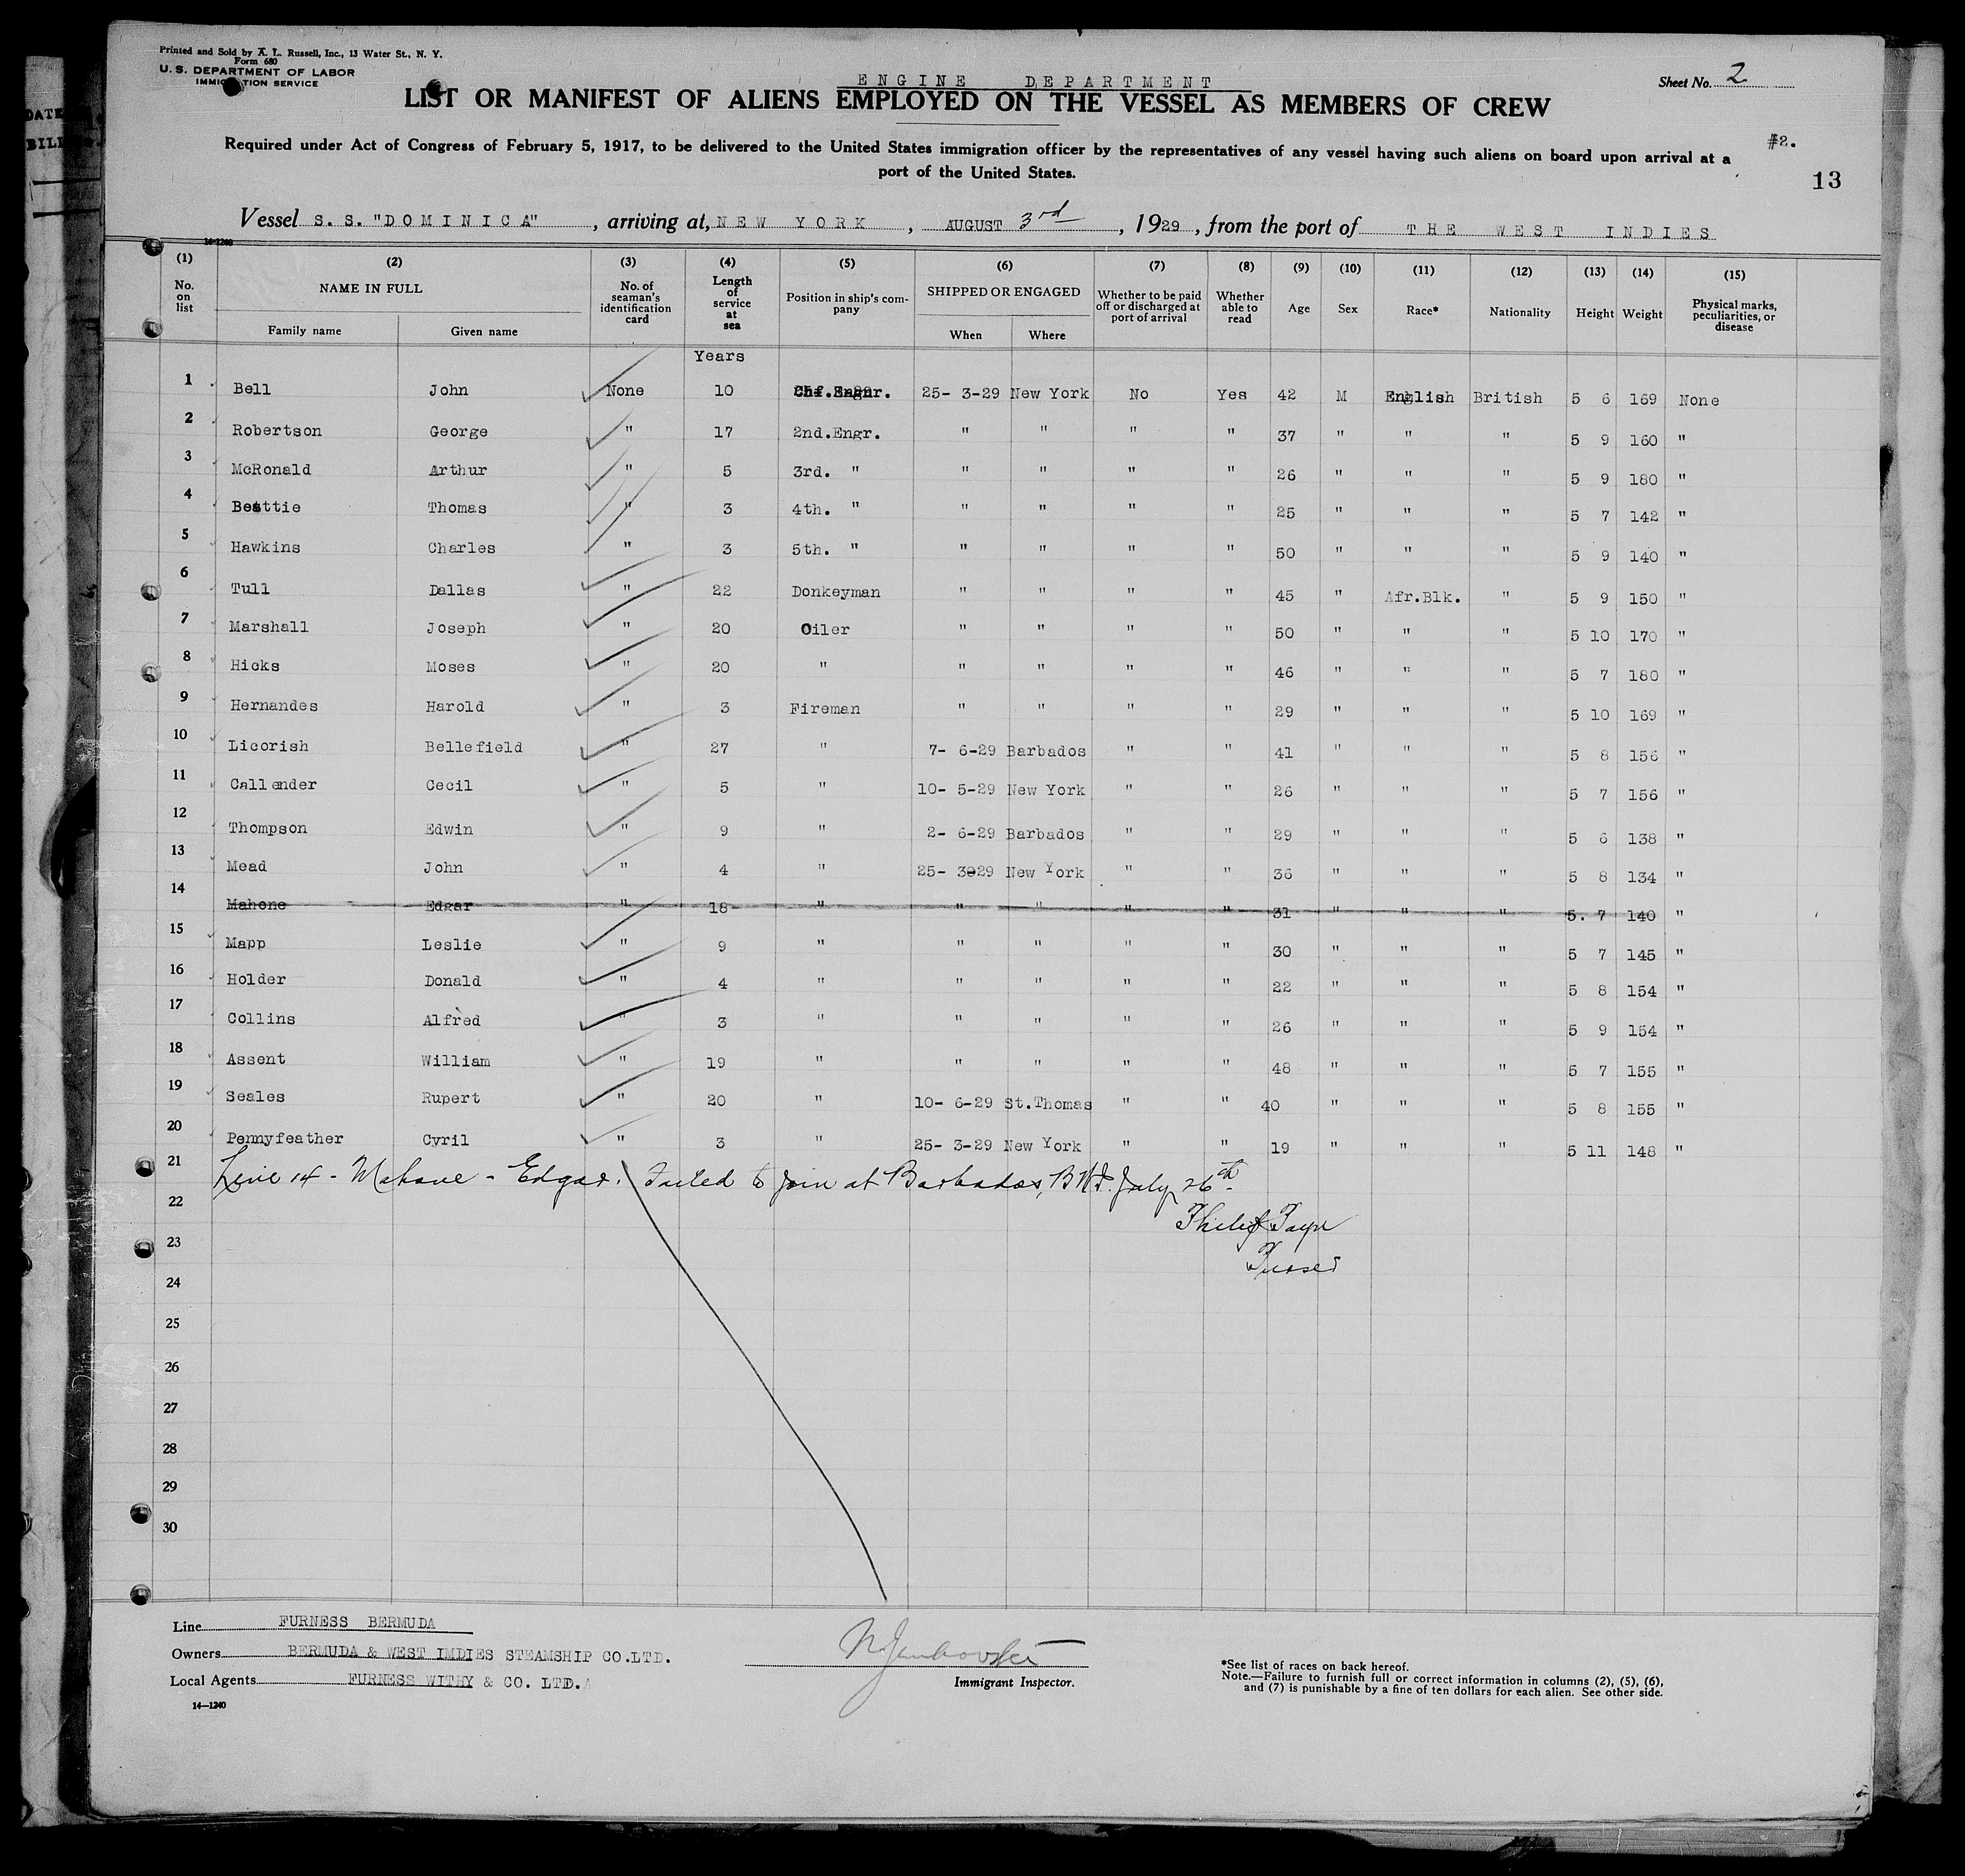 Printed and Sold by A. L. Russell, Inc., 13 Water St., N. Y.
Form 680
U. S. DEPARTMENT OF LABOR
IMMIGRATION SERVICE
ENGINE DEPARTMENT
Sheet No. 2
LIST OR MANIFEST OF ALIENS EMPLOYED ON THE VESSEL AS MEMBERS OF CREW
Required under Act of Congress of February 5, 1917, to be delivered to the United States immigration officer by the representatives of any vessel having such aliens on board upon arrival at a
port of the United States.
#2.
13
Vessel S. S. "DOMINICA", arriving at, NEW YORK, AUGUST 3rd, 1929, from the port of THE WEST INDIES
14-1240
(1) (2) (3) (4) (5) (6) (7) (8) (9) (10) (11) (12) (13) (14) (15)
No. on list NAME IN FULL Family name Given name No. of seaman's identification card Length of service at sea Position in ship's company SHIPPED OR ENGAGED When Where Whether to be paid off or discharged at port of arrival Whether able to read Age Sex Race* Nationality Height Weight Physical marks, peculiarities, or disease
Years
1 Bell John None 10 Chf.Engr. 25- 3-29 New York No Yes 42 M English British 5 6 169 None
2 Robertson George " 17 2nd.Engr. " " " " 37 " " " 5 9 160 "
3 McRonald Arthur " 5 3rd. " " " " " 26 " " " 5 9 180 "
4 Beattie Thomas " 3 4th. " " " " " 25 " " " 5 7 142 "
5 Hawkins Charles " 3 5th. " " " " " 50 " " " 5 9 140 "
6 Tull Dallas " 22 Donkeyman " " " " 45 " Afr.Blk. " 5 9 150 "
7 Marshall Joseph " 20 Oiler " " " " 50 " " " 5 10 170 "
8 Hicks Moses " 20 " " " " " 46 " " " 5 7 180 "
9 Hernandes Harold " 3 Fireman " " " " 29 " " " 5 10 169 "
10 Licorish Bellefield " 27 " 7- 6-29 Barbados " " 41 " " " 5 8 156 "
11 Callender Cecil " 5 " 10- 5-29 New York " " 26 " " " 5 7 156 "
12 Thompson Edwin " 9 " 2- 6-29 Barbados " " 29 " " " 5 6 138 "
13 Mead John " 4 " 25- 3-29 New York " " 36 " " " 5 8 134 "
14 Mahone Edgar " 18 " " " " " 31 " " " 5. 7 140 "
15 Mapp Leslie " 9 " " " " " 30 " " " 5 7 145 "
16 Holder Donald " 4 " " " " " 22 " " " 5 8 154 "
17 Collins Alfred " 3 " " " " " 26 " " " 5 9 154 "
18 Assent William " 19 " " " " " 48 " " " 5 7 155 "
19 Seales Rupert " 20 " 10- 6-29 St.Thomas " " 40 " " " 5 8 155 "
20 Pennyfeather Cyril " 3 " 25- 3-29 New York " " 19 " " " 5 11 148 "
21 Line 14 - Mahone - Edgar. Failed to join at Barbados, B.W.I. July 26th
22 Philip
23 Purser
24
25
26
27
28
29
30
Line FURNESS BERMUDA
Owners BERMUDA & WEST IMDIES STEAMSHIP CO.LTD.
Local Agents FURNESS WITHY & CO. LTD.
Immigrant Inspector.
*See list of races on back hereof.
Note.—Failure to furnish full or correct information in columns (2), (5), (6),
and (7) is punishable by a fine of ten dollars for each alien. See other side.
14—1240
DATE
BILL